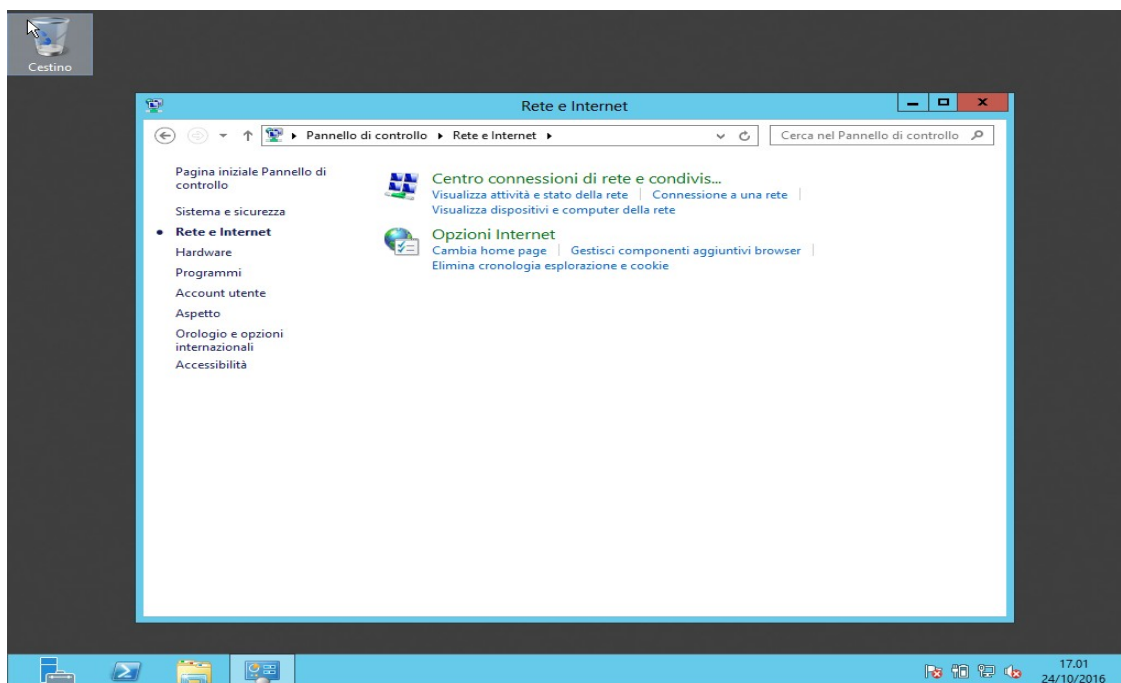 Cestino
Rete e Internet
Pannello di controllo
Rete e Internet
Cerca nel Pannello di controllo
Pagina iniziale Pannello di
controllo
Sistema e sicurezza
Rete e Internet
Hardware
Programmi
Account utente
Aspetto
Orologio e opzioni
internazionali
Accessibilità
Centro connessioni di rete e condivis...
Visualizza attività e stato della rete
Connessione a una rete
Visualizza dispositivi e computer della rete
Opzioni Internet
Cambia home page
Gestisci componenti aggiuntivi browser
Elimina cronologia esplorazione e cookie
17.01
24/10/2016